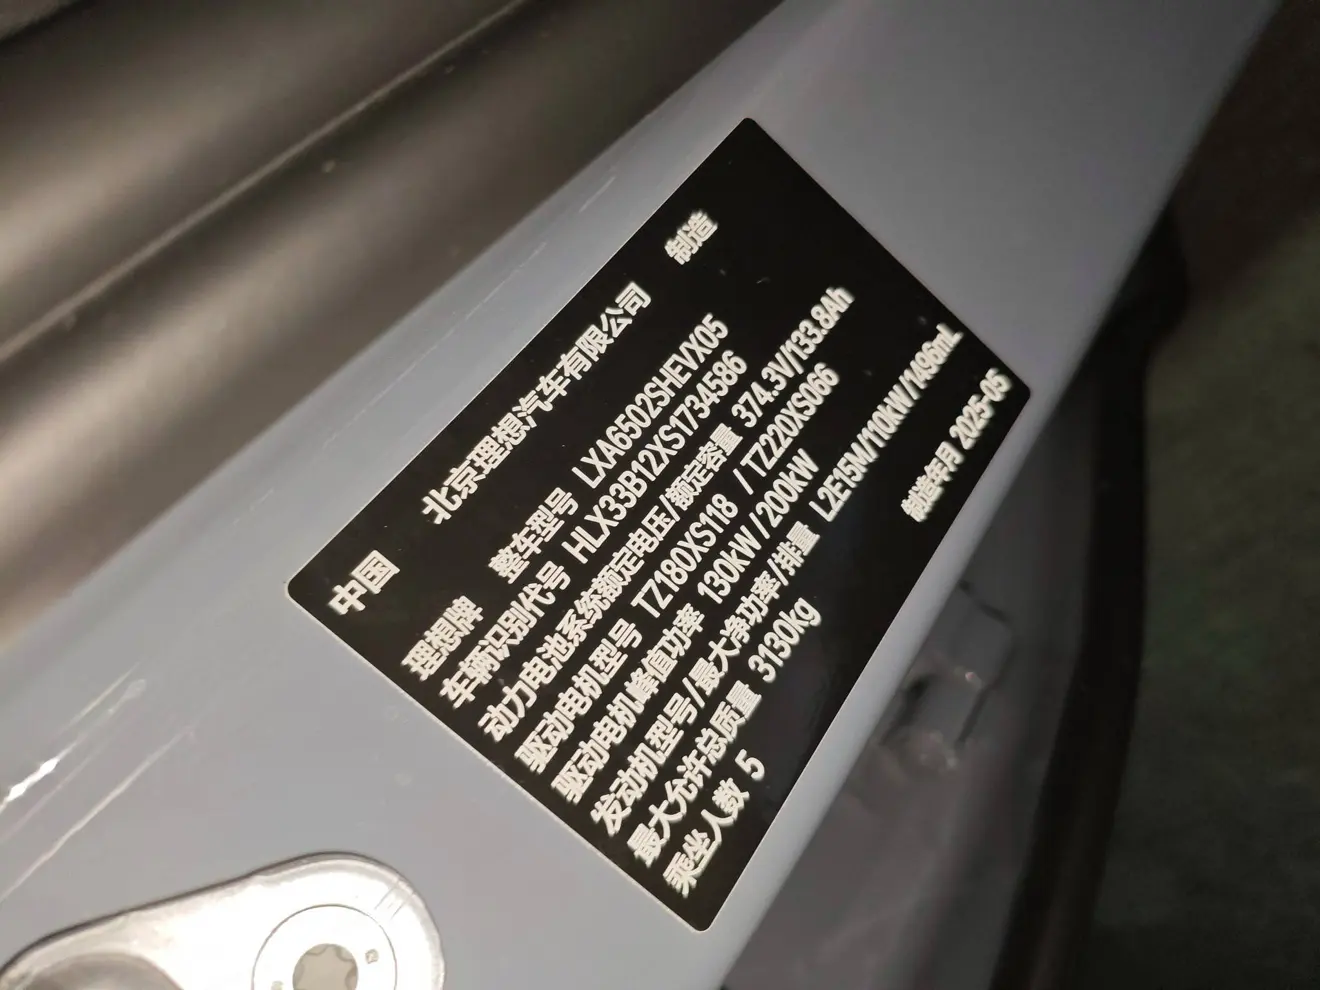 中国 北京理想汽车有限公司 制造
理想牌 整车型号 LXA6502SHEVX05
车辆识别代号 HLX33B12XS1734586
动力电池系统额定电压/额定容量 374.3V/133.8Ah
驱动电机型号 TZ180XS118 / TZ220XS066
驱动电机峰值功率 130kW / 200kW
发动机型号/最大净功率/排量 L2E15M/110kW/1496mL
最大允许总质量 3130kg
乘坐人数 5 制造年月 2025-05